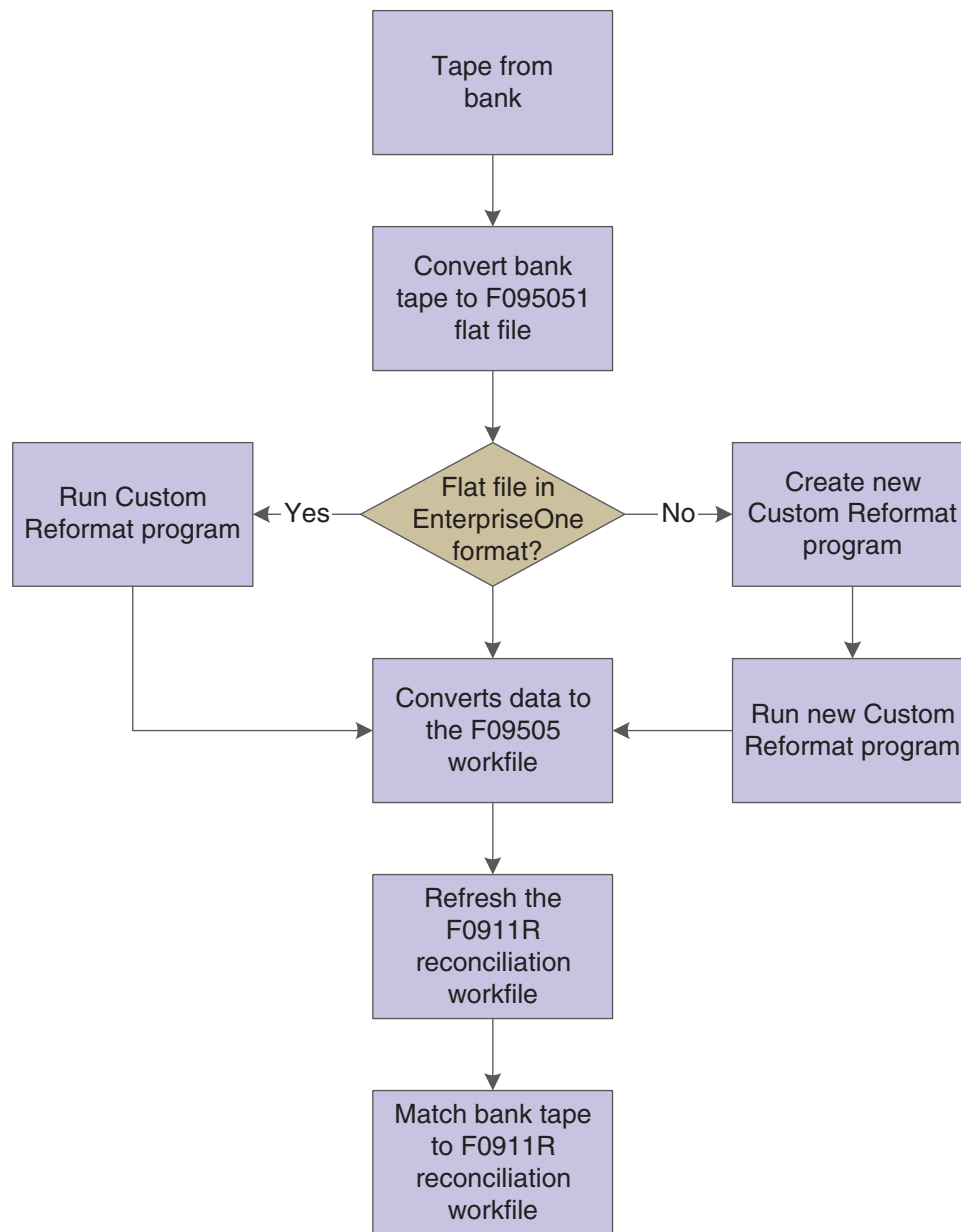 Tape from
bank
Convert bank
tape to F095051
flat file
Run Custom
Reformat program
Yes
Flat file in
EnterpriseOne
format?
No
Create new
Custom Reformat
program
Converts data to
the F09505
workfile
Run new Custom
Reformat program
Refresh the
F0911R
reconciliation
workfile
Match bank tape
to F0911R
reconciliation
workfile